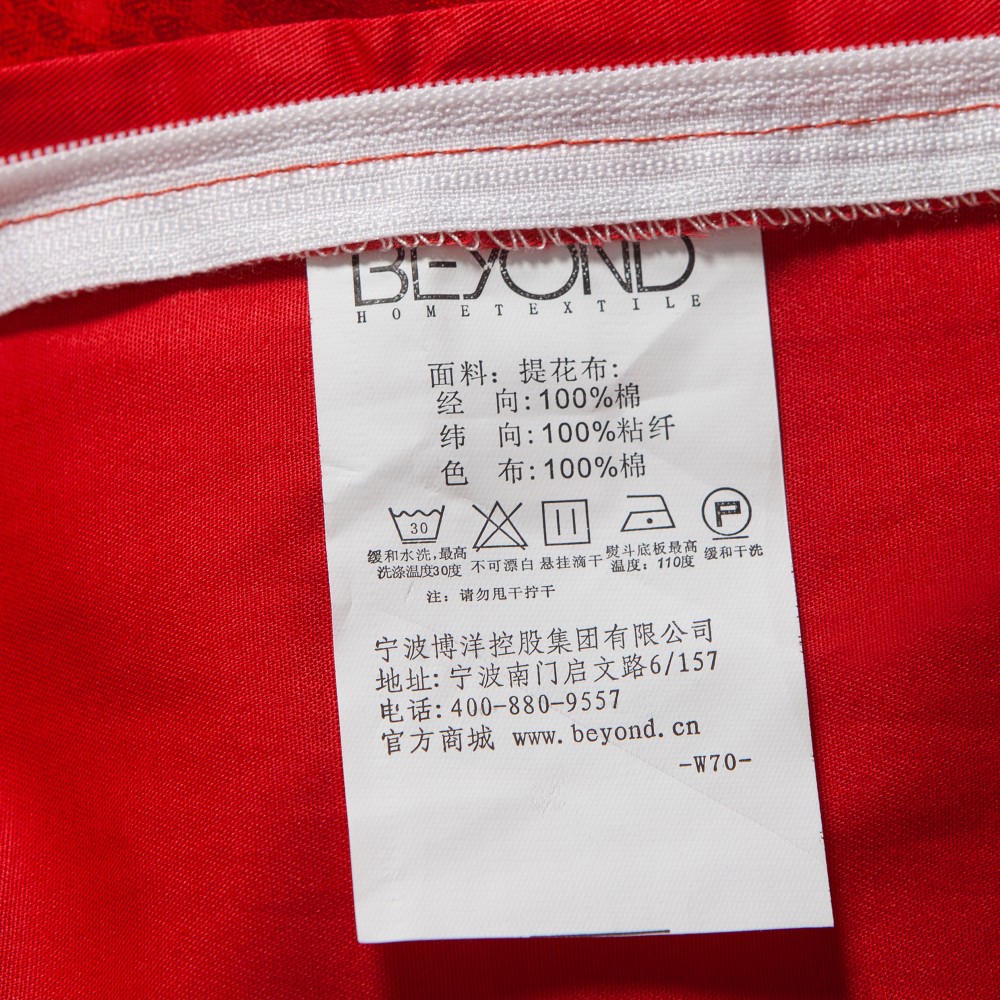 BEYOND
HOMETEXTILE
面料：提花布：
经 向：100%棉
纬 向：100%粘纤
色 布：100%棉
30 P
缓和水洗，最高 洗涤温度30度
不可漂白
悬挂滴干
熨斗底板最高 温度：110度
缓和干洗
注：请勿甩干拧干
宁波博洋控股集团有限公司
地址：宁波南门启文路6/157
电话：400-880-9557
官方商城 www.beyond.cn
-W70-